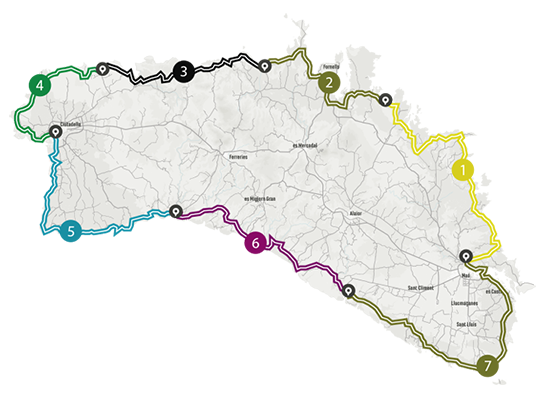 3
Fornells
4
2
Ciutadella
es Mercadal
Ferreries
1
es Migjorn Gran
Alaior
5
6
Maó
Sant Climent
es Castell
Llucmaçanes
Sant Lluís
7